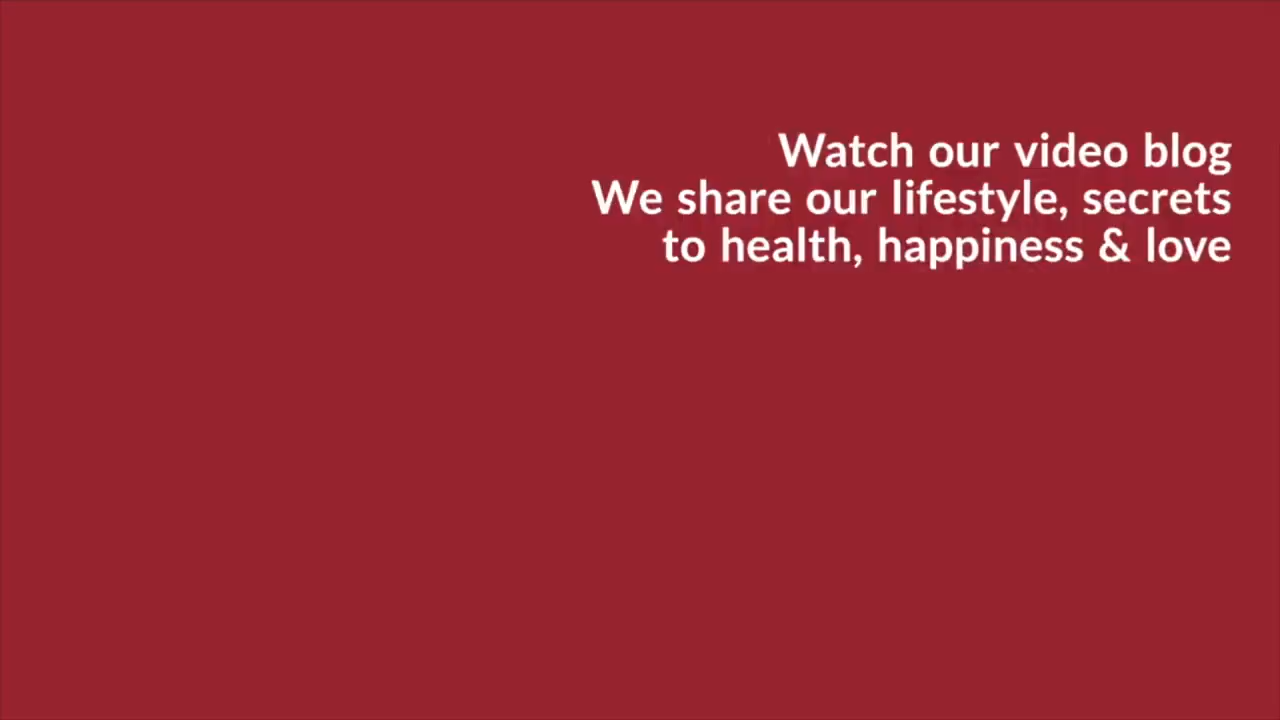 Watch our video blog
We share our lifestyle, secrets
to health, happiness & love